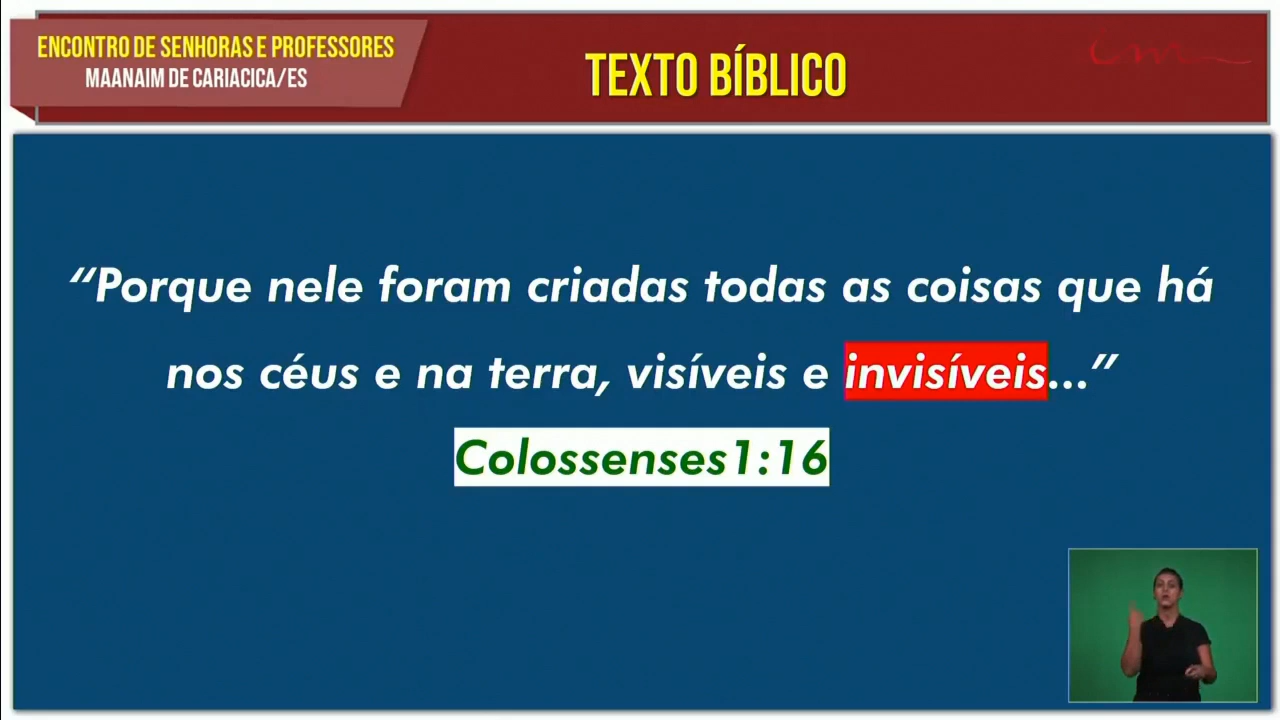 ENCONTRO DE SENHORAS E PROFESSORES
MAANAIM DE CARIACICA/ES
TEXTO BÍBLICO
“Porque nele foram criadas todas as coisas que há
nos céus e na terra, visíveis e invisíveis...”
Colossenses1:16